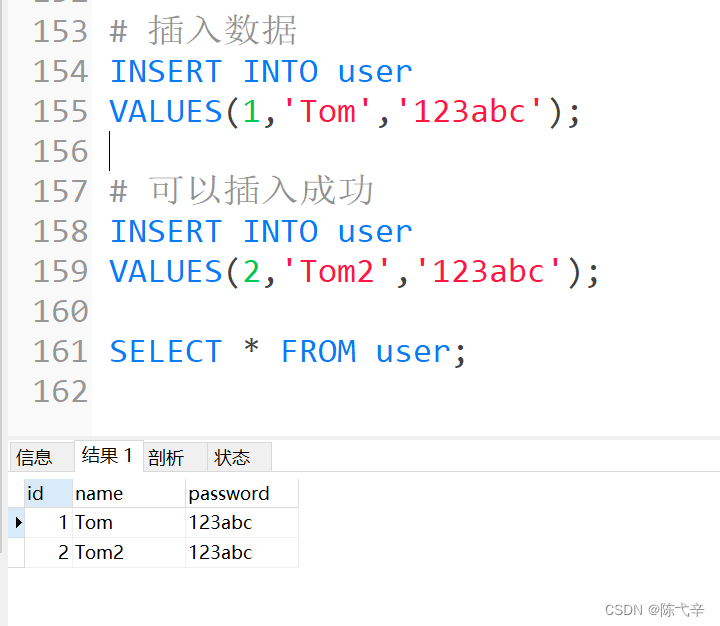 153 # 插入数据
154 INSERT INTO user
155 VALUES(1,'Tom','123abc');
156
157 # 可以插入成功
158 INSERT INTO user
159 VALUES(2,'Tom2','123abc');
160
161 SELECT * FROM user;
162
信息 结果 1 剖析 状态
id name password
1 Tom 123abc
2 Tom2 123abc
CSDN @陈弋辛